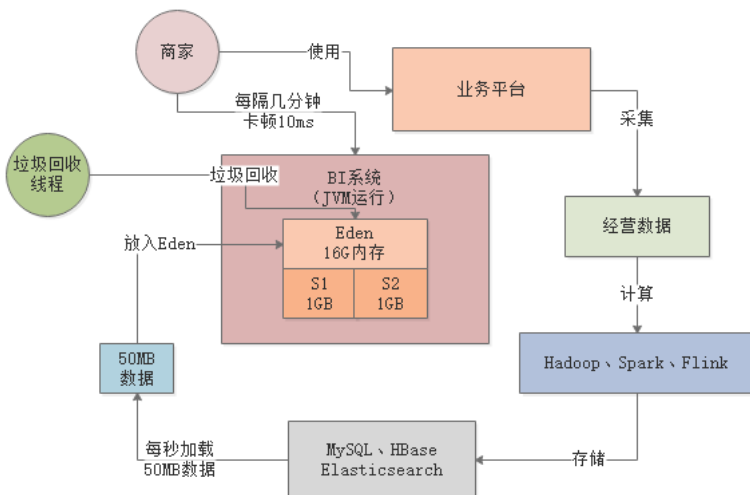 商家
使用
业务平台
每隔几分钟
卡顿10ms
采集
垃圾回收
线程
垃圾回收
BI系统
（JVM运行）
经营数据
放入Eden
Eden
16G内存
S1
1GB
S2
1GB
计算
50MB
数据
Hadoop、Spark、Flink
每秒加载
50MB数据
MySQL、HBase
Elasticsearch
存储